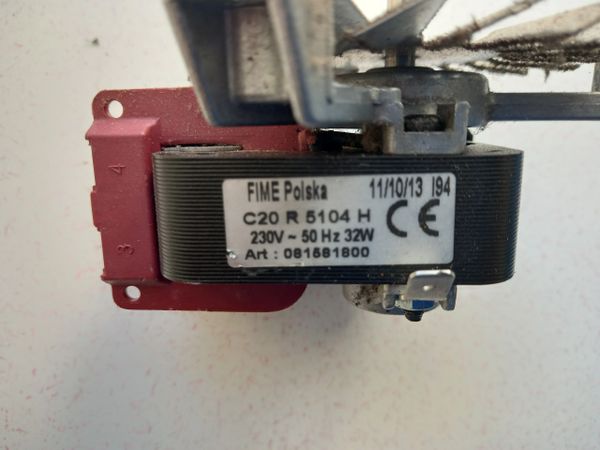 FIME Polska 11/10/13 I94
C20 R 5104 H
230V ~ 50 Hz 32W
Art : 081581800
CE
4
3